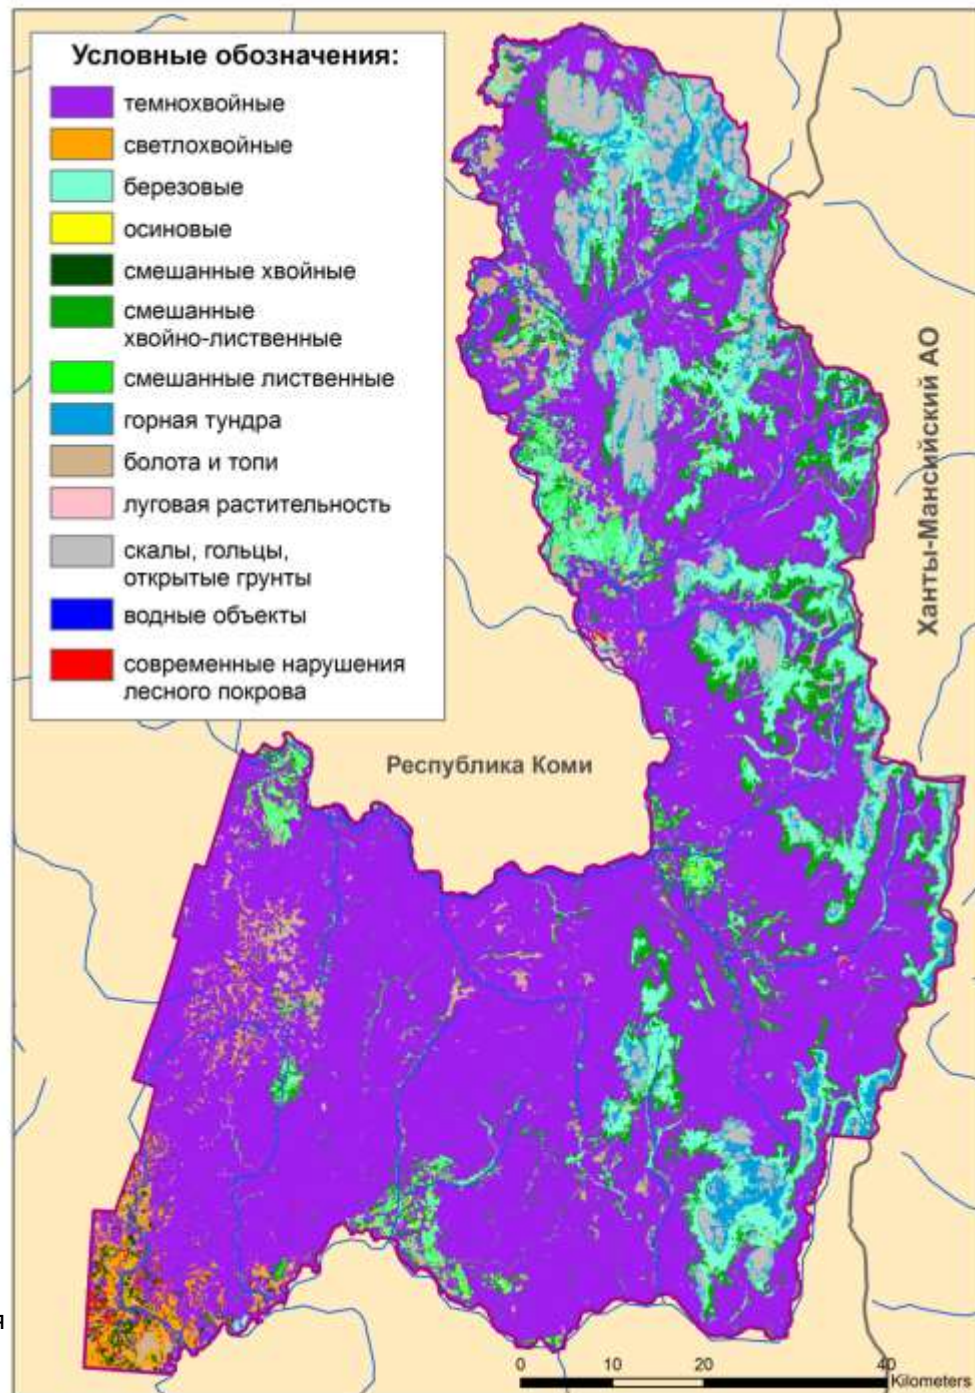 Условные обозначения:
темнохвойные
светлохвойные
березовые
осиновые
смешанные хвойные
смешанные
хвойно-лиственные
смешанные лиственные
горная тундра
болота и топи
луговая растительность
скалы, гольцы,
открытые грунты
водные объекты
современные нарушения
лесного покрова
Ханты-Мансийский АО
Республика Коми
я
0 10 20 40
Kilometers